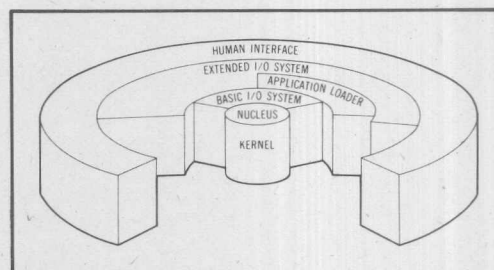 HUMAN INTERFACE
EXTENDED I/O SYSTEM
APPLICATION LOADER
BASIC I/O SYSTEM
NUCLEUS
KERNEL